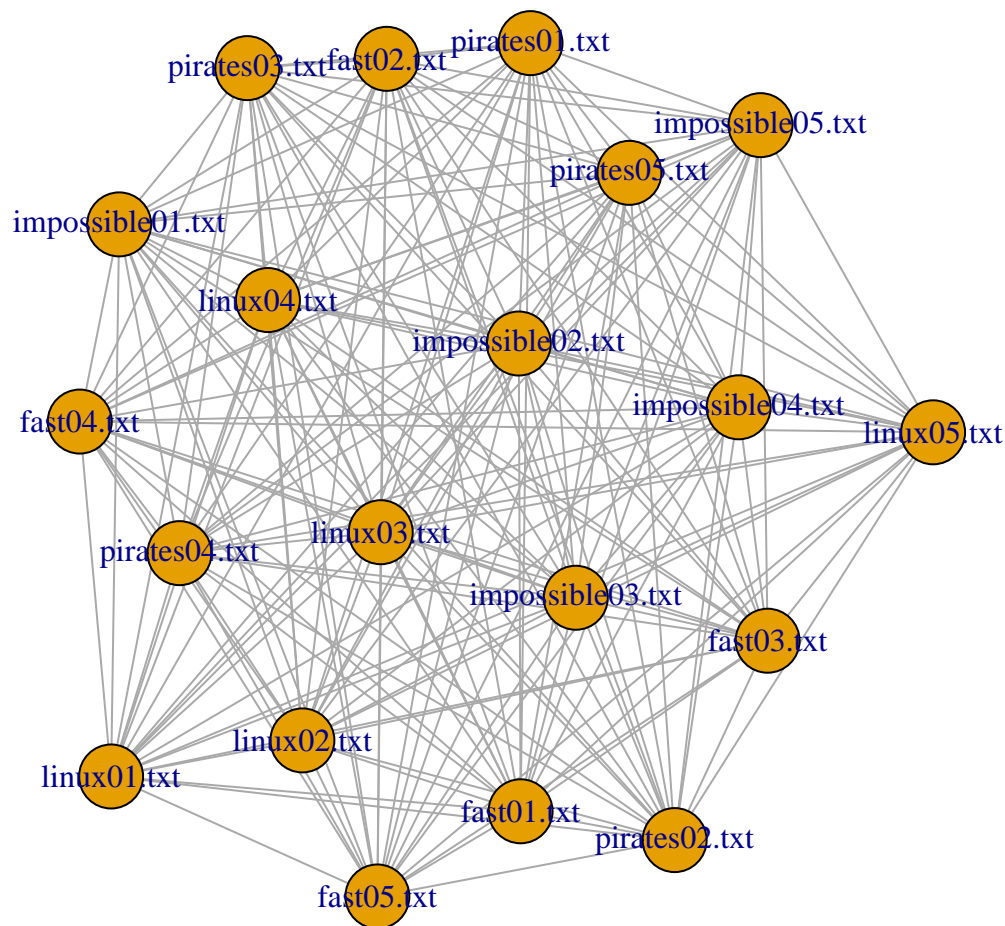 pirates01.txt
fast02.txt
pirates03.txt
impossible05.txt
pirates05.txt
impossible01.txt
linux04.txt
impossible02.txt
impossible04.txt
fast04.txt
linux05.txt
linux03.txt
pirates04.txt
impossible03.txt
fast03.txt
linux02.txt
linux01.txt
fast01.txt
pirates02.txt
fast05.txt